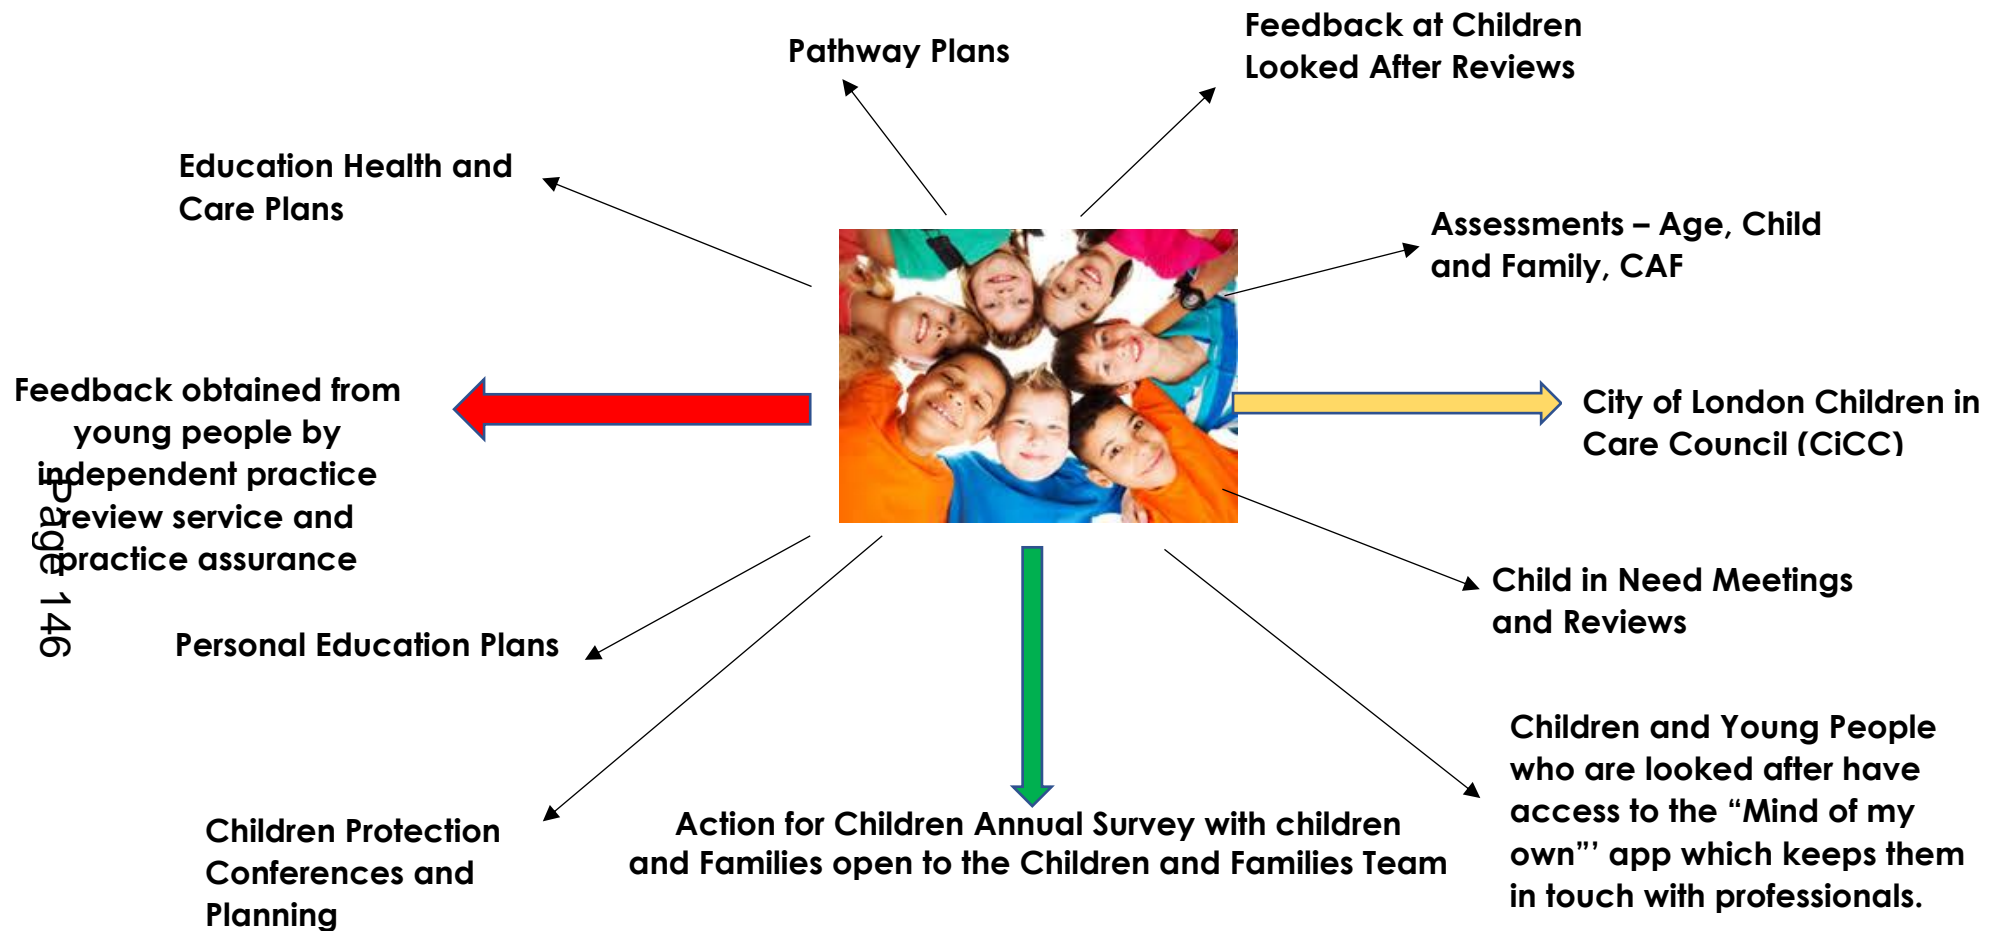 Pathway Plans
Feedback at Children
Looked After Reviews
Education Health and
Care Plans
Assessments – Age, Child
and Family, CAF
Feedback obtained from
young people by
independent practice
review service and
practice assurance
City of London Children in
Care Council (CiCC)
Page 146
Child in Need Meetings
and Reviews
Personal Education Plans
Children and Young People
who are looked after have
access to the “Mind of my
own”’ app which keeps them
in touch with professionals.
Children Protection
Conferences and
Planning
Action for Children Annual Survey with children
and Families open to the Children and Families Team